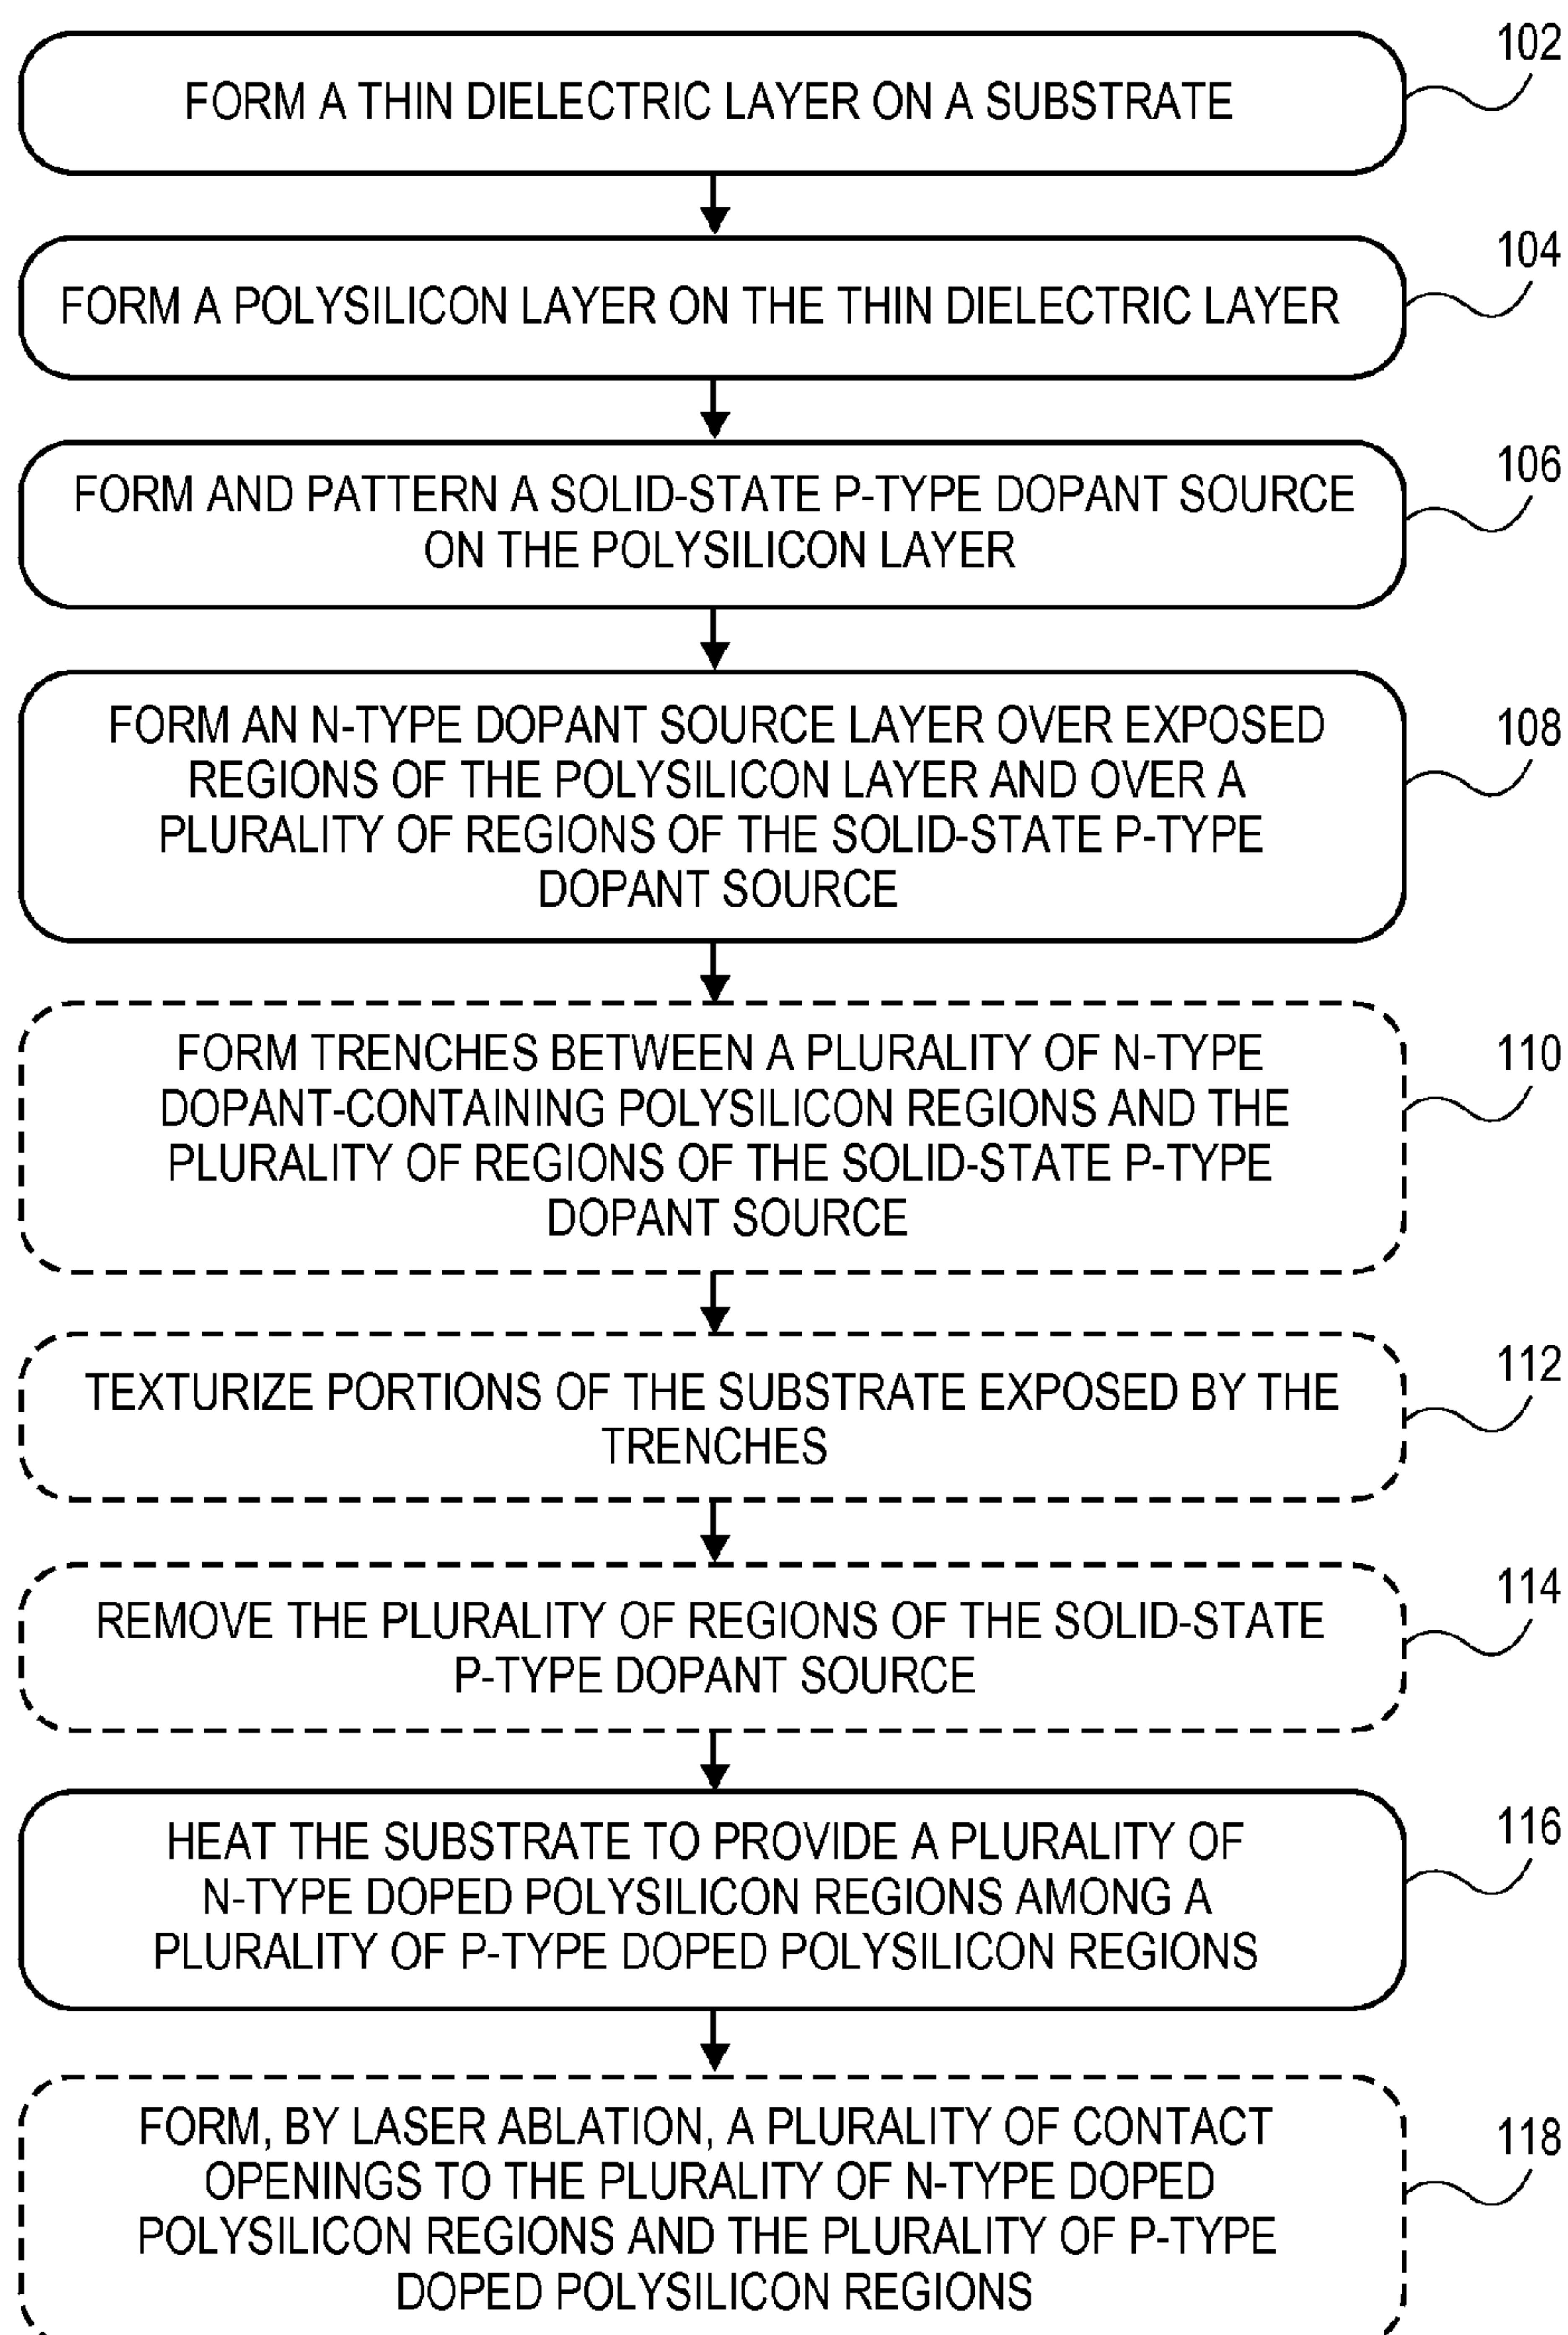 102
FORM A THIN DIELECTRIC LAYER ON A SUBSTRATE
104
FORM A POLYSILICON LAYER ON THE THIN DIELECTRIC LAYER
106
FORM AND PATTERN A SOLID-STATE P-TYPE DOPANT SOURCE
ON THE POLYSILICON LAYER
108
FORM AN N-TYPE DOPANT SOURCE LAYER OVER EXPOSED
REGIONS OF THE POLYSILICON LAYER AND OVER A
PLURALITY OF REGIONS OF THE SOLID-STATE P-TYPE
DOPANT SOURCE
110
FORM TRENCHES BETWEEN A PLURALITY OF N-TYPE
DOPANT-CONTAINING POLYSILICON REGIONS AND THE
PLURALITY OF REGIONS OF THE SOLID-STATE P-TYPE
DOPANT SOURCE
112
TEXTURIZE PORTIONS OF THE SUBSTRATE EXPOSED BY THE
TRENCHES
114
REMOVE THE PLURALITY OF REGIONS OF THE SOLID-STATE
P-TYPE DOPANT SOURCE
116
HEAT THE SUBSTRATE TO PROVIDE A PLURALITY OF
N-TYPE DOPED POLYSILICON REGIONS AMONG A
PLURALITY OF P-TYPE DOPED POLYSILICON REGIONS
118
FORM, BY LASER ABLATION, A PLURALITY OF CONTACT
OPENINGS TO THE PLURALITY OF N-TYPE DOPED
POLYSILICON REGIONS AND THE PLURALITY OF P-TYPE
DOPED POLYSILICON REGIONS